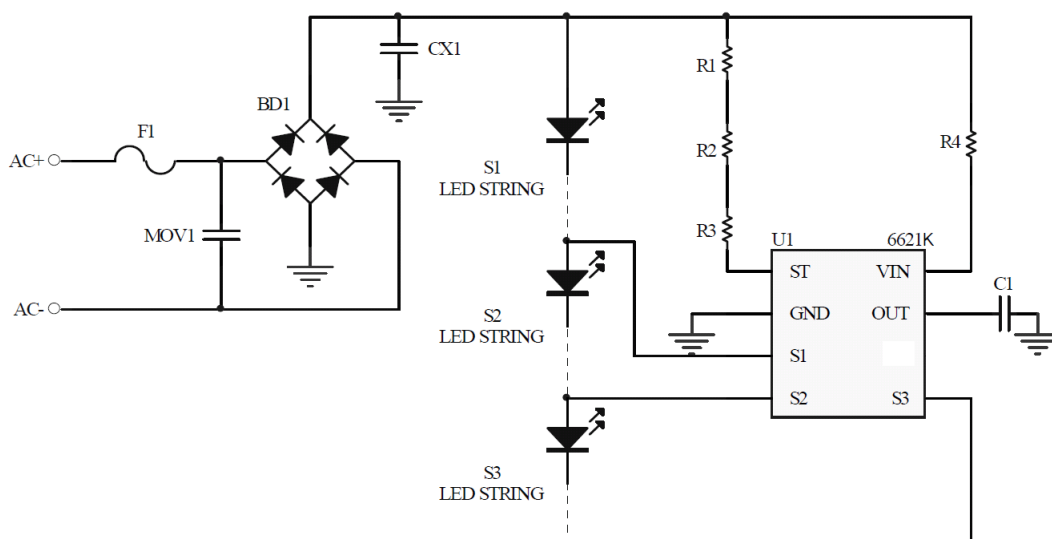 CX1
R1
BD1
F1
AC+
S1
LED STRING
R2
R4
MOV1
R3
U1
6621K
ST
VIN
AC-
S2
LED STRING
GND
OUT
C1
S1
S2
S3
S3
LED STRING